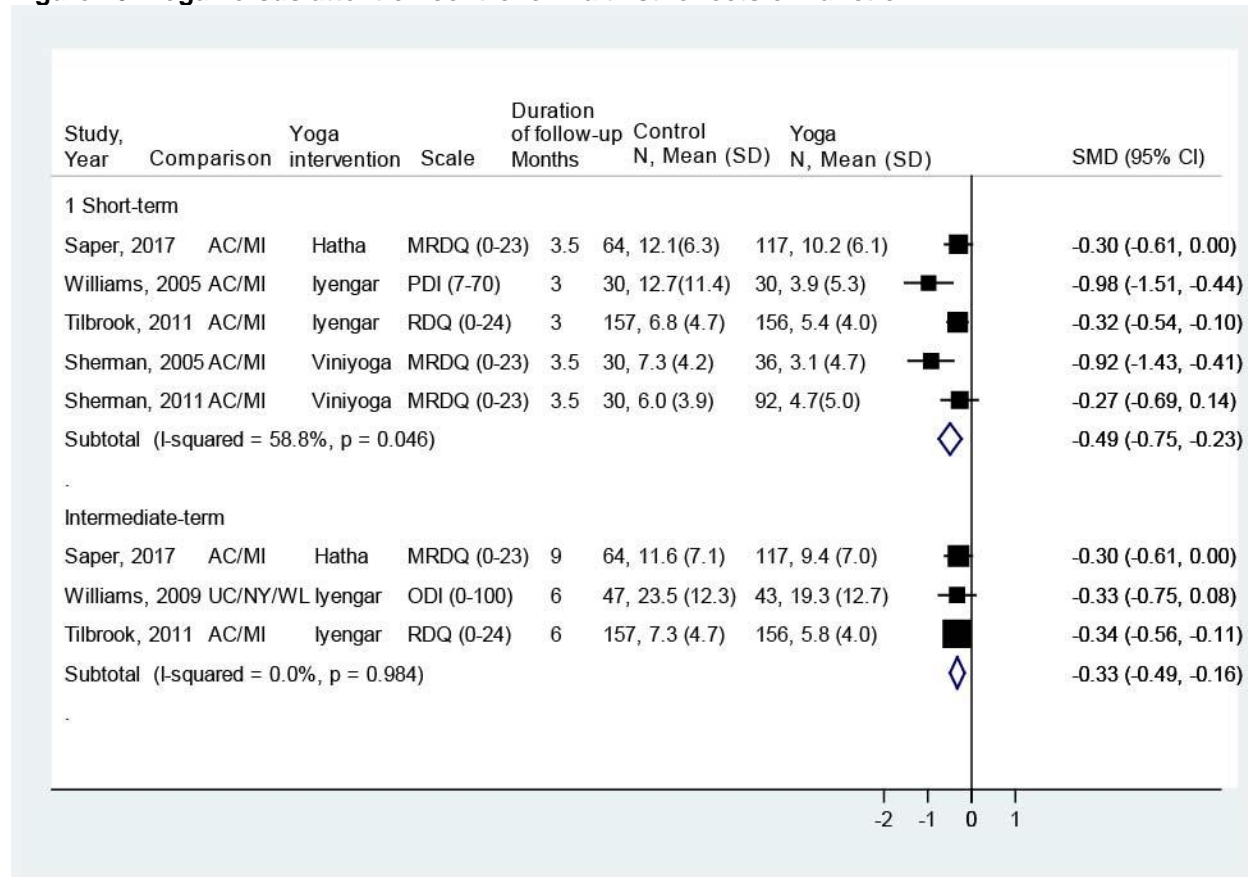 Study, Year Comparison Yoga intervention Scale Duration of follow-up Months Control N, Mean (SD) Yoga N, Mean (SD) SMD (95% CI)
1 Short-term
Saper, 2017 AC/MI Hatha MRDQ (0-23) 3.5 64, 12.1(6.3) 117, 10.2 (6.1) -0.30 (-0.61, 0.00)
Williams, 2005 AC/MI Iyengar PDI (7-70) 3 30, 12.7(11.4) 30, 3.9 (5.3) -0.98 (-1.51, -0.44)
Tilbrook, 2011 AC/MI Iyengar RDQ (0-24) 3 157, 6.8 (4.7) 156, 5.4 (4.0) -0.32 (-0.54, -0.10)
Sherman, 2005 AC/MI Viniyoga MRDQ (0-23) 3.5 30, 7.3 (4.2) 36, 3.1 (4.7) -0.92 (-1.43, -0.41)
Sherman, 2011 AC/MI Viniyoga MRDQ (0-23) 3.5 30, 6.0 (3.9) 92, 4.7(5.0) -0.27 (-0.69, 0.14)
Subtotal (I-squared = 58.8%, p = 0.046) -0.49 (-0.75, -0.23)
.
Intermediate-term
Saper, 2017 AC/MI Hatha MRDQ (0-23) 9 64, 11.6 (7.1) 117, 9.4 (7.0) -0.30 (-0.61, 0.00)
Williams, 2009 UC/NY/WL Iyengar ODI (0-100) 6 47, 23.5 (12.3) 43, 19.3 (12.7) -0.33 (-0.75, 0.08)
Tilbrook, 2011 AC/MI Iyengar RDQ (0-24) 6 157, 7.3 (4.7) 156, 5.8 (4.0) -0.34 (-0.56, -0.11)
Subtotal (I-squared = 0.0%, p = 0.984) -0.33 (-0.49, -0.16)
.
-2 -1 0 1